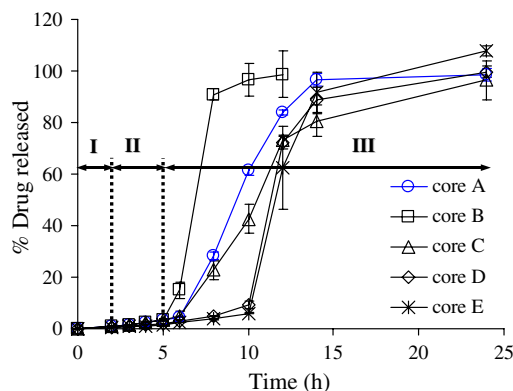 120
100
80
60
40
20
0
% Drug released
I
II
III
core A
core B
core C
core D
core E
0
5
10
15
20
25
Time (h)